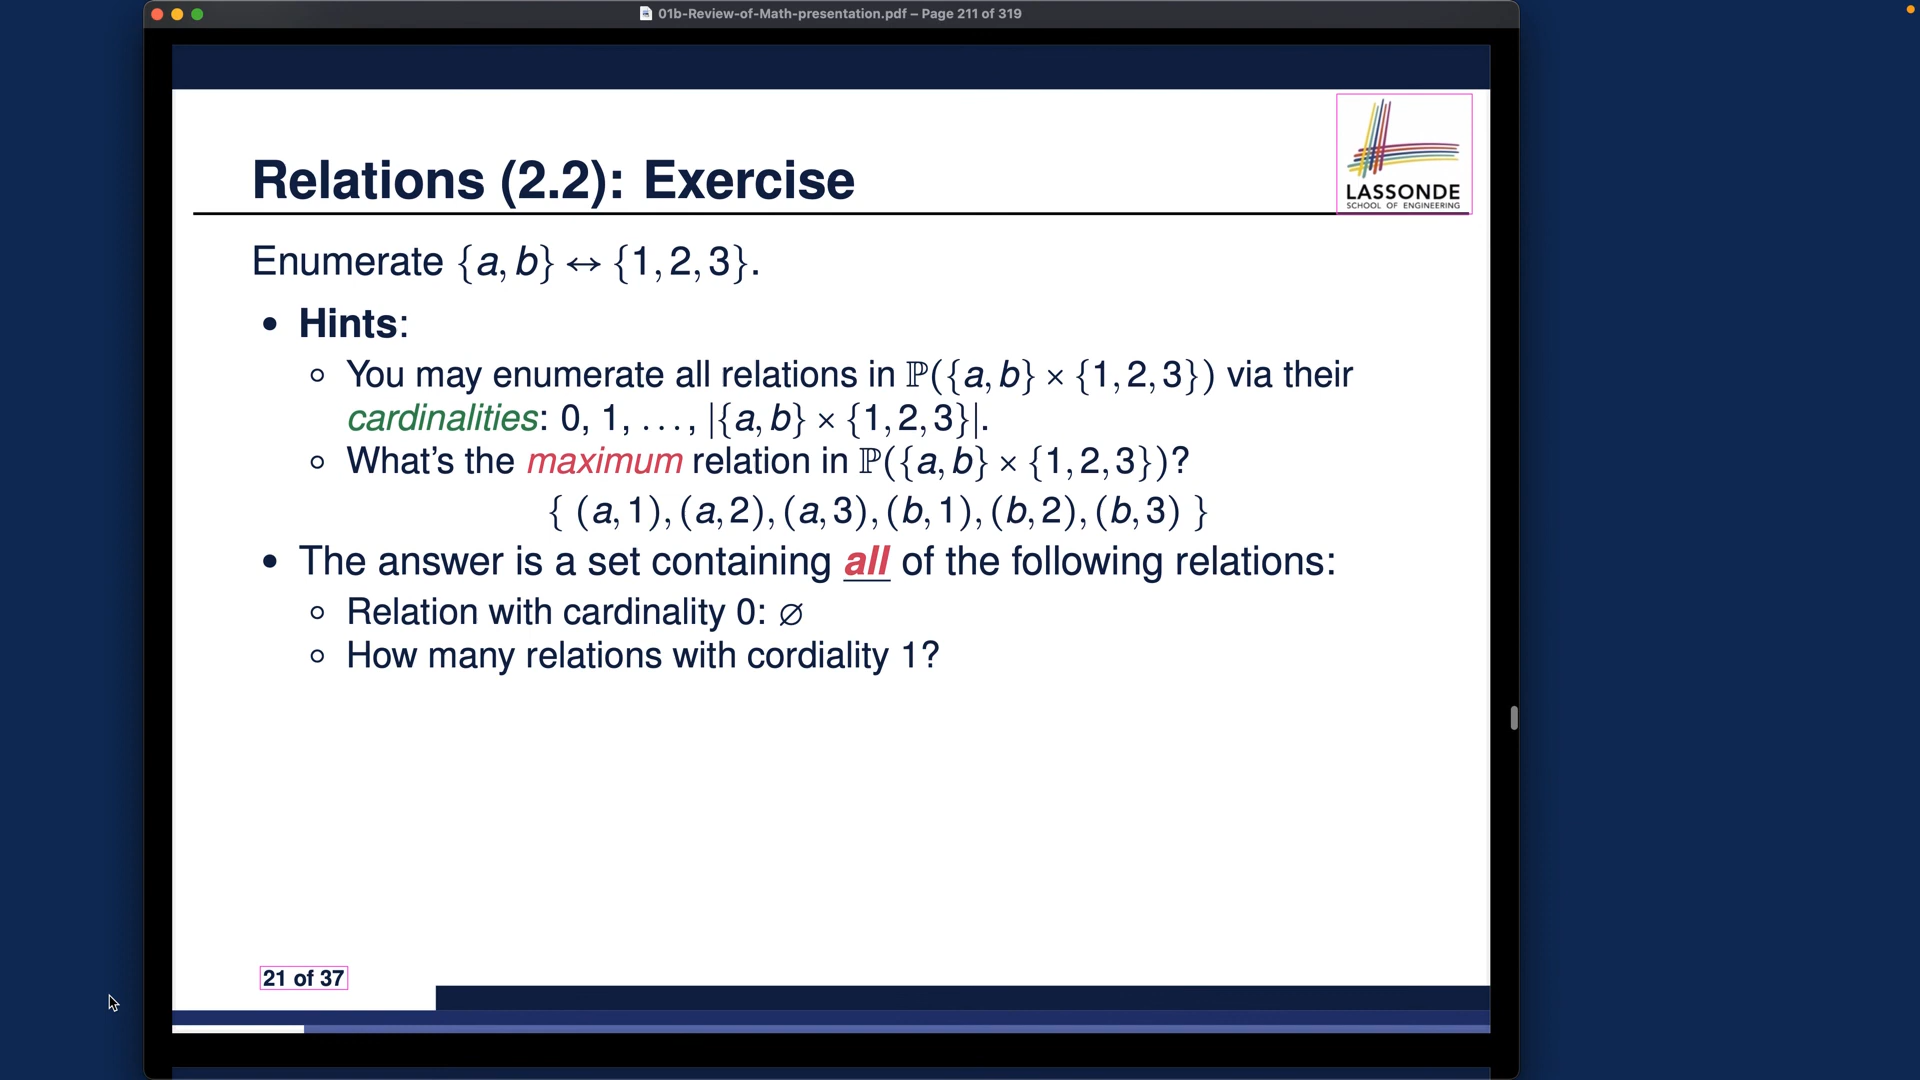 01b-Review-of-Math-presentation.pdf – Page 211 of 319
LASSONDE
SCHOOL OF ENGINEERING
Relations (2.2): Exercise
Enumerate {a, b} ↔ {1, 2, 3}.
• Hints:
◦ You may enumerate all relations in ℙ({a, b} × {1, 2, 3}) via their
cardinalities: 0, 1, . . . , |{a, b} × {1, 2, 3}|.
◦ What’s the maximum relation in ℙ({a, b} × {1, 2, 3})?
{ (a, 1), (a, 2), (a, 3), (b, 1), (b, 2), (b, 3) }
• The answer is a set containing all of the following relations:
◦ Relation with cardinality 0: ∅
◦ How many relations with cordiality 1?
21 of 37